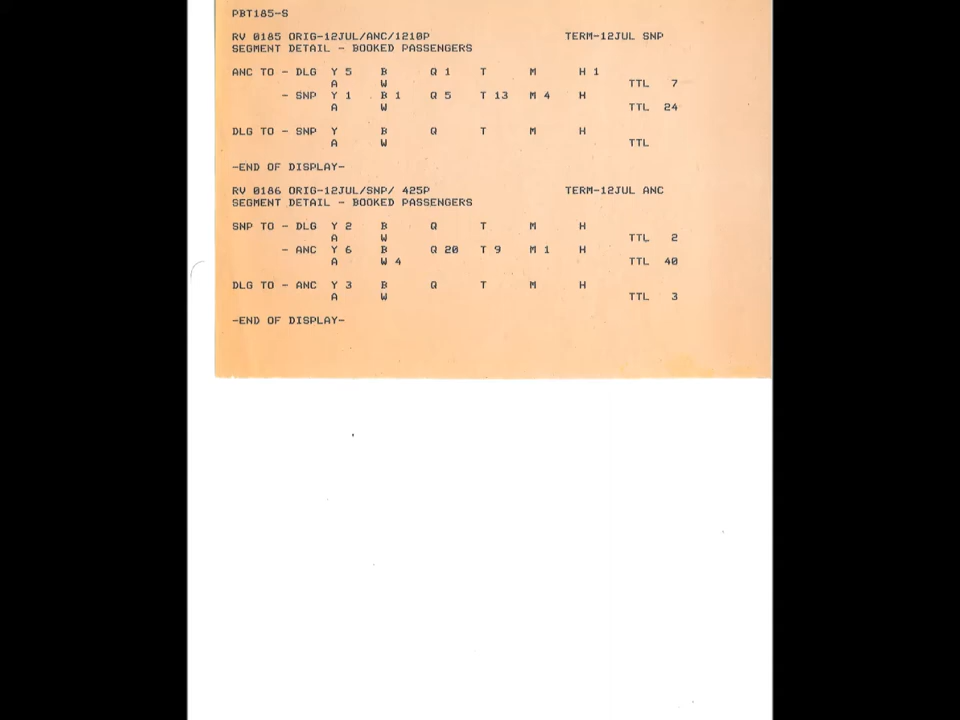 PBT185-S
RV 0185 ORIG-12JUL/ANC/1210P TERM-12JUL SNP
SEGMENT DETAIL - BOOKED PASSENGERS
ANC TO - DLG Y 5 B Q 1 T M H 1
A W TTL 7
- SNP Y 1 B 1 Q 5 T 13 M 4 H
A W TTL 24
DLG TO - SNP Y B Q T M H
A W TTL
-END OF DISPLAY-
RV 0186 ORIG-12JUL/SNP/ 425P TERM-12JUL ANC
SEGMENT DETAIL - BOOKED PASSENGERS
SNP TO - DLG Y 2 B Q T M H
A W TTL 2
- ANC Y 6 B Q 20 T 9 M 1 H
A W 4 TTL 40
DLG TO - ANC Y 3 B Q T M H
A W TTL 3
-END OF DISPLAY-